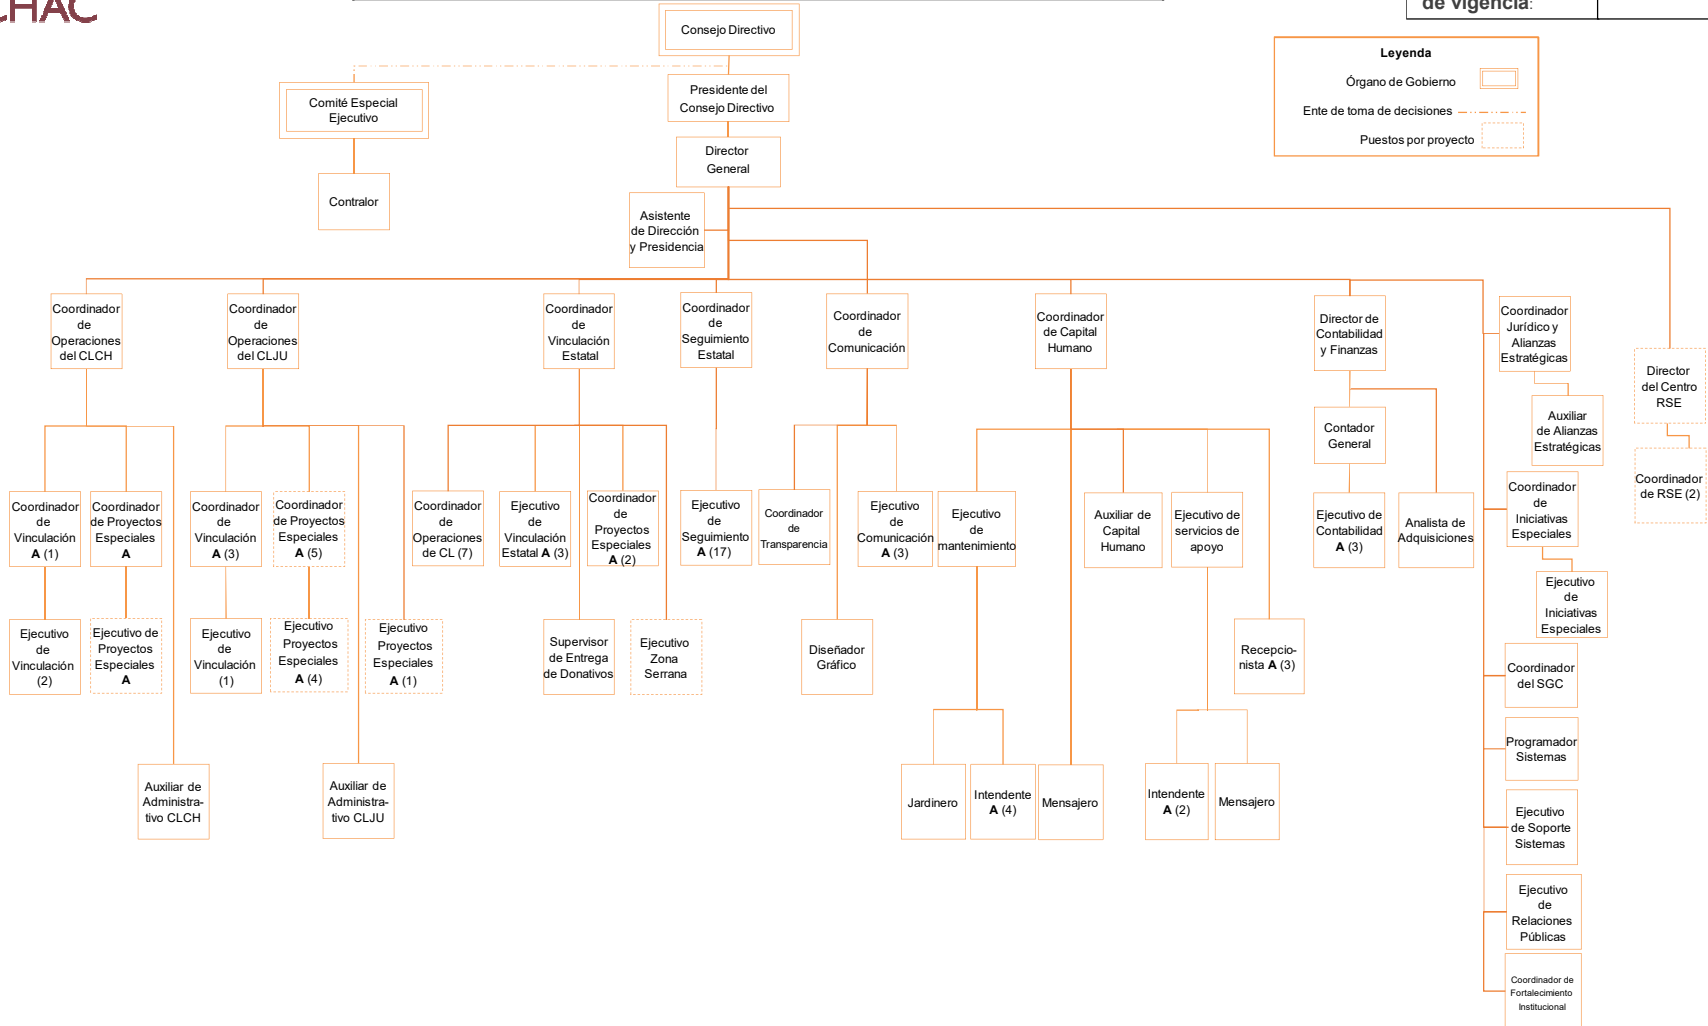 CHAC
de vigencia:
Consejo Directivo
Leyenda
Órgano de Gobierno
Ente de toma de decisiones
Puestos por proyecto
Presidente del
Consejo Directivo
Comité Especial
Ejecutivo
Director
General
Contralor
Asistente
de Dirección
y Presidencia
Coordinador
de
Operaciones
del CLCH
Coordinador
de
Operaciones
del CLJU
Coordinador
de
Vinculación
Estatal
Coordinador
de
Seguimiento
Estatal
Coordinador
de
Comunicación
Coordinador
de Capital
Humano
Director de
Contabilidad
y Finanzas
Coordinador
Jurídico y
Alianzas
Estratégicas
Director
del Centro
RSE
Auxiliar
de Alianzas
Estratégicas
Contador
General
Coordinador
de RSE (2)
Coordinador
de
Vinculación
A (1)
Coordinador
de Proyectos
Especiales
A
Coordinador
de
Vinculación
A (3)
Coordinador
de Proyectos
Especiales
A (5)
Coordinador
de
Operaciones
de CL (7)
Ejecutivo
de
Vinculación
Estatal A (3)
Coordinador
de
Proyectos
Especiales
A (2)
Ejecutivo
de
Seguimiento
A (17)
Coordinador
de
Transparencia
Ejecutivo
de
Comunicación
A (3)
Ejecutivo
de
mantenimiento
Auxiliar de
Capital
Humano
Ejecutivo de
servicios de
apoyo
Ejecutivo de
Contabilidad
A (3)
Analista de
Adquisiciones
Coordinador
de
Iniciativas
Especiales
Ejecutivo
de
Iniciativas
Especiales
Ejecutivo
de
Vinculación
(2)
Ejecutivo de
Proyectos
Especiales
A
Ejecutivo
de
Vinculación
(1)
Ejecutivo
Proyectos
Especiales
A (4)
Ejecutivo
Proyectos
Especiales
A (1)
Supervisor
de Entrega
de Donativos
Ejecutivo
Zona
Serrana
Diseñador
Gráfico
Recepcio-
nista A (3)
Coordinador
del SGC
Programador
Sistemas
Auxiliar de
Administra-
tivo CLCH
Auxiliar de
Administra-
tivo CLJU
Jardinero
Intendente
A (4)
Mensajero
Intendente
A (2)
Mensajero
Ejecutivo
de Soporte
Sistemas
Ejecutivo
de
Relaciones
Públicas
Coordinador de
Fortalecimiento
Institucional